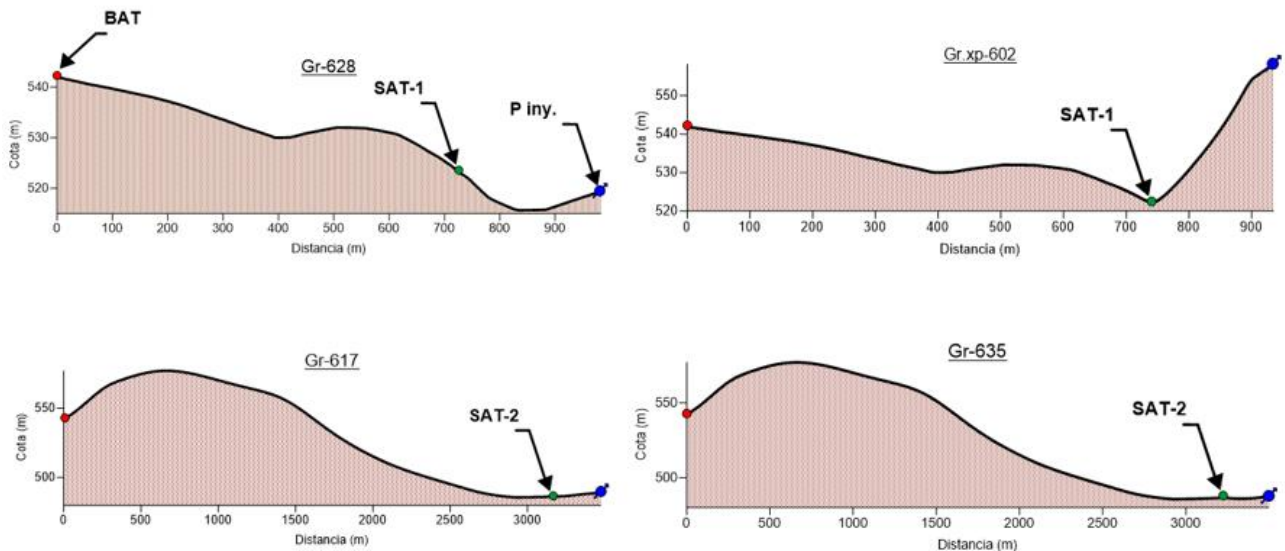 BAT
Gr-628
SAT-1
P iny.
Cota (m)
540
530
520
0 100 200 300 400 500 600 700 800 900
Distancia (m)
Gr.xp-602
SAT-1
Cota (m)
550
540
530
520
0 100 200 300 400 500 600 700 800 900
Distancia (m)
Gr-617
SAT-2
Cota (m)
550
500
0 500 1000 1500 2000 2500 3000
Distancia (m)
Gr-635
SAT-2
Cota (m)
550
500
0 500 1000 1500 2000 2500 3000
Distancia (m)